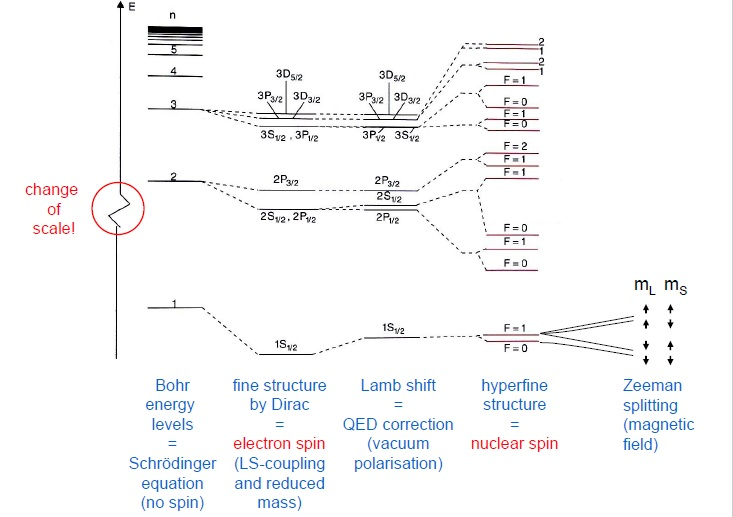 E
n
5
4
3
2
1
change
of
scale!
3D5/2
3P3/2 3D3/2
3S1/2 , 3P1/2
2P3/2
2S1/2, 2P1/2
1S1/2
3D5/2
3P3/2 3D3/2
3P1/2 3S1/2
2P3/2
2S1/2
2P1/2
1S1/2
2
1
2
1
F=1
F=0
F=1
F=0
F=2
F=1
F=1
F=0
F=1
F=0
F=1
F=0
mL mS
Bohr
energy
levels
=
Schrödinger
equation
(no spin)
fine structure
by Dirac
=
electron spin
(LS-coupling
and reduced
mass)
Lamb shift
=
QED correction
(vacuum
polarisation)
hyperfine
structure
=
nuclear spin
Zeeman
splitting
(magnetic
field)